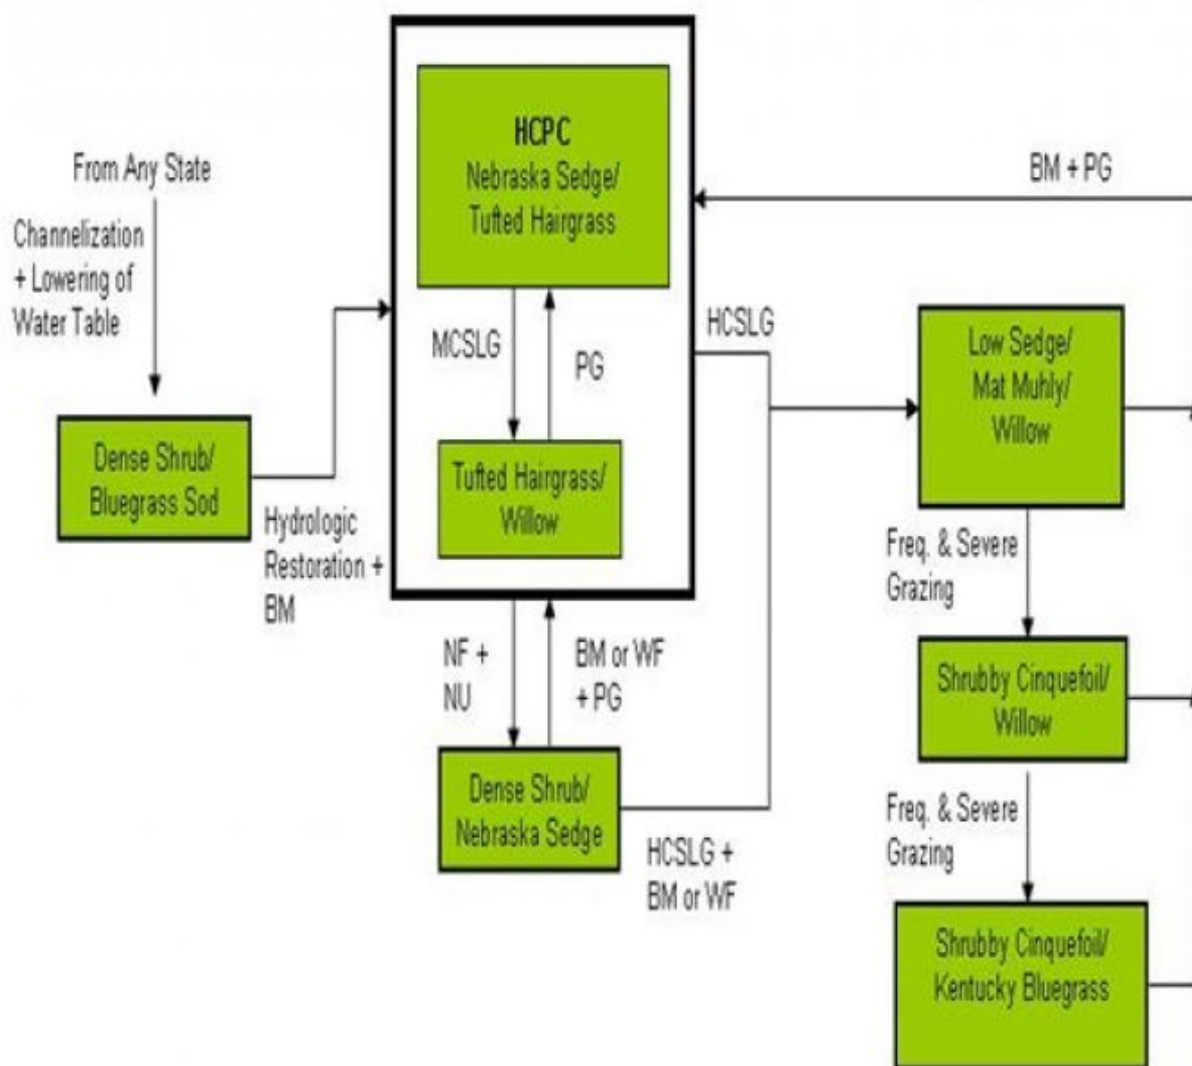 HCPC
Nebraska Sedge/
Tufted Hairgrass
From Any State
Channelization
+ Lowering of
Water Table
BM + PG
MCSLG
PG
HCSLG
Low Sedge/
Mat Muhly/
Willow
Dense Shrub/
Bluegrass Sod
Tufted Hairgrass/
Willow
Hydrologic
Restoration +
BM
Freq. & Severe
Grazing
NF +
NU
BM or WF
+ PG
Shrubby Cinquefoil/
Willow
Dense Shrub/
Nebraska Sedge
HCSLG +
BM or WF
Freq. & Severe
Grazing
Shrubby Cinquefoil/
Kentucky Bluegrass